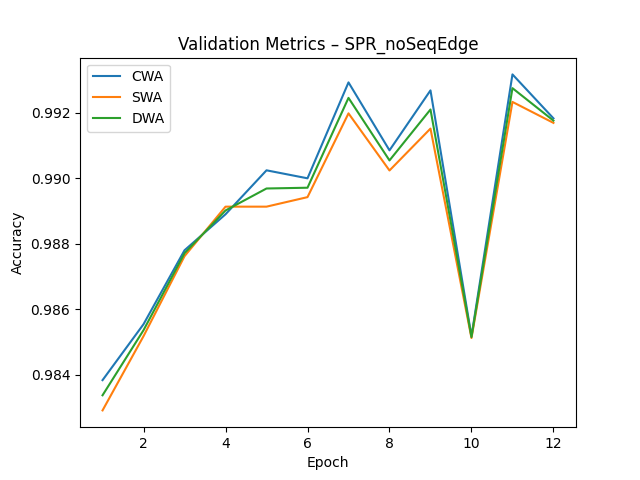 Validation Metrics – SPR_noSeqEdge
CWA
SWA
DWA
Accuracy
0.992
0.990
0.988
0.986
0.984
2 4 6 8 10 12
Epoch